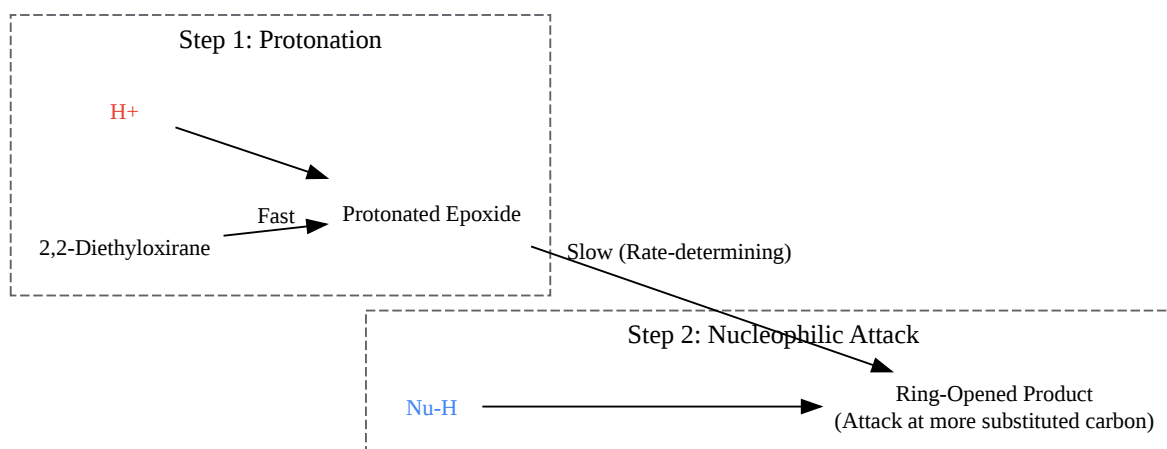 Step 1: Protonation
H+
Fast
Protonated Epoxide
2,2-Diethyloxirane
Slow (Rate-determining)
Step 2: Nucleophilic Attack
Nu-H
Ring-Opened Product
(Attack at more substituted carbon)